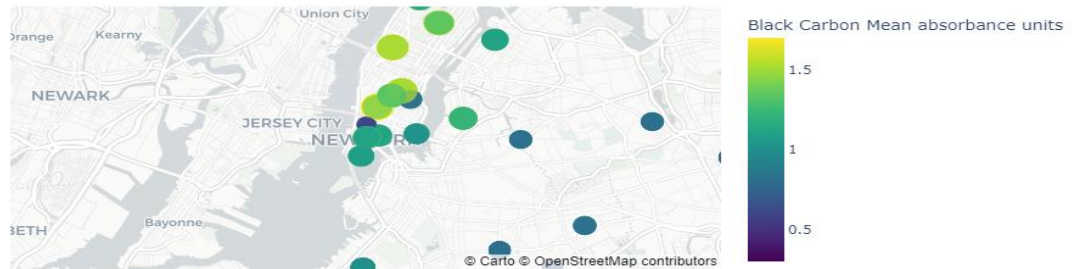 Union City
Orange
Kearny
NEWARK
JERSEY CITY
BETH
Bayonne
© Carto © OpenStreetMap contributors
Black Carbon Mean absorbance units
1.5
1
0.5